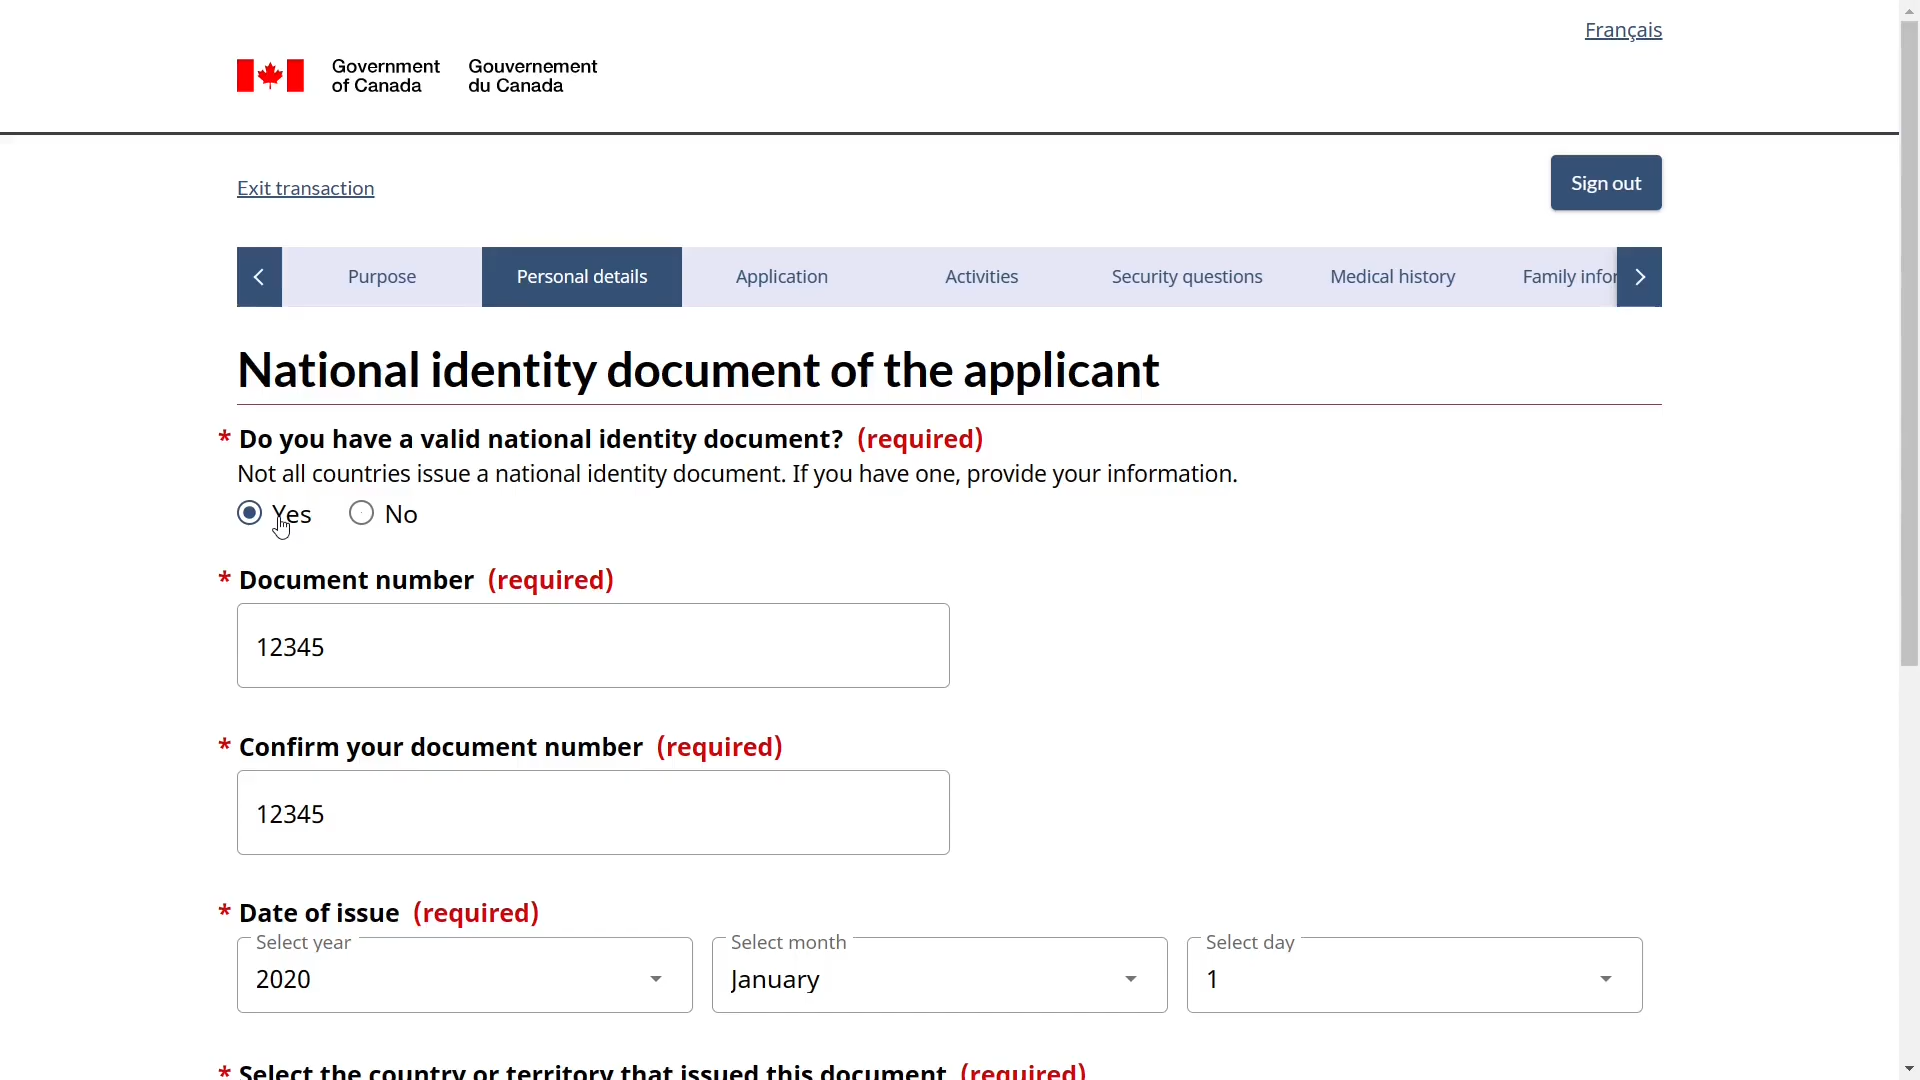 Français
Government of Canada
Gouvernement du Canada
Exit transaction
Sign out
Purpose
Personal details
Application
Activities
Security questions
Medical history
Family infor
National identity document of the applicant
* Do you have a valid national identity document? (required)
Not all countries issue a national identity document. If you have one, provide your information.
Yes
No
* Document number (required)
12345
* Confirm your document number (required)
12345
* Date of issue (required)
Select year
Select month
Select day
2020
January
1
* Select the country or territory that issued this document (required)